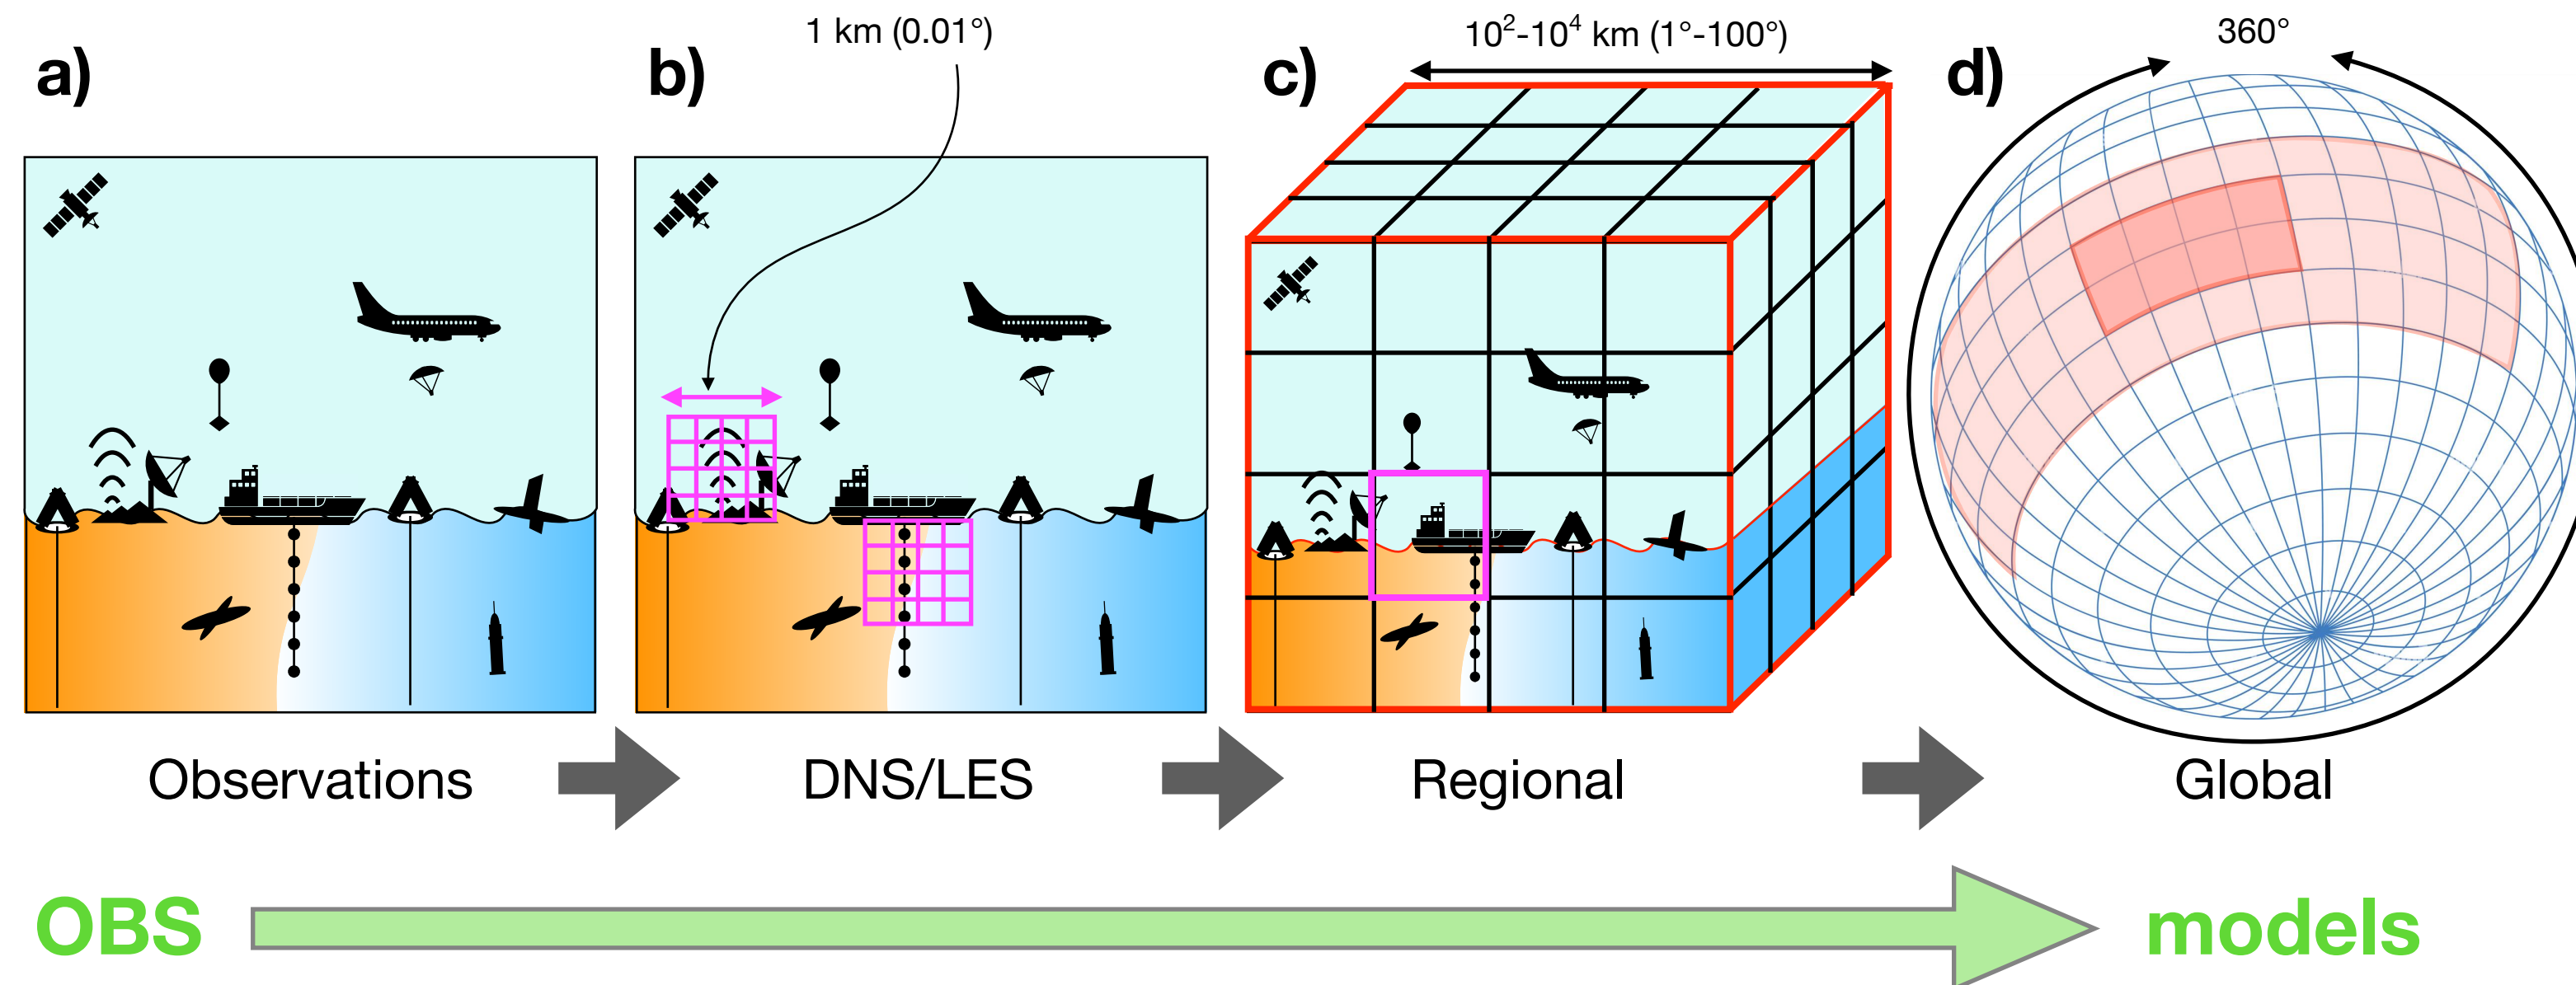 1 km (0.01°)
10²-10⁴ km (1°-100°)
360°
a)
b)
c)
d)
Observations
DNS/LES
Regional
Global
OBS
models